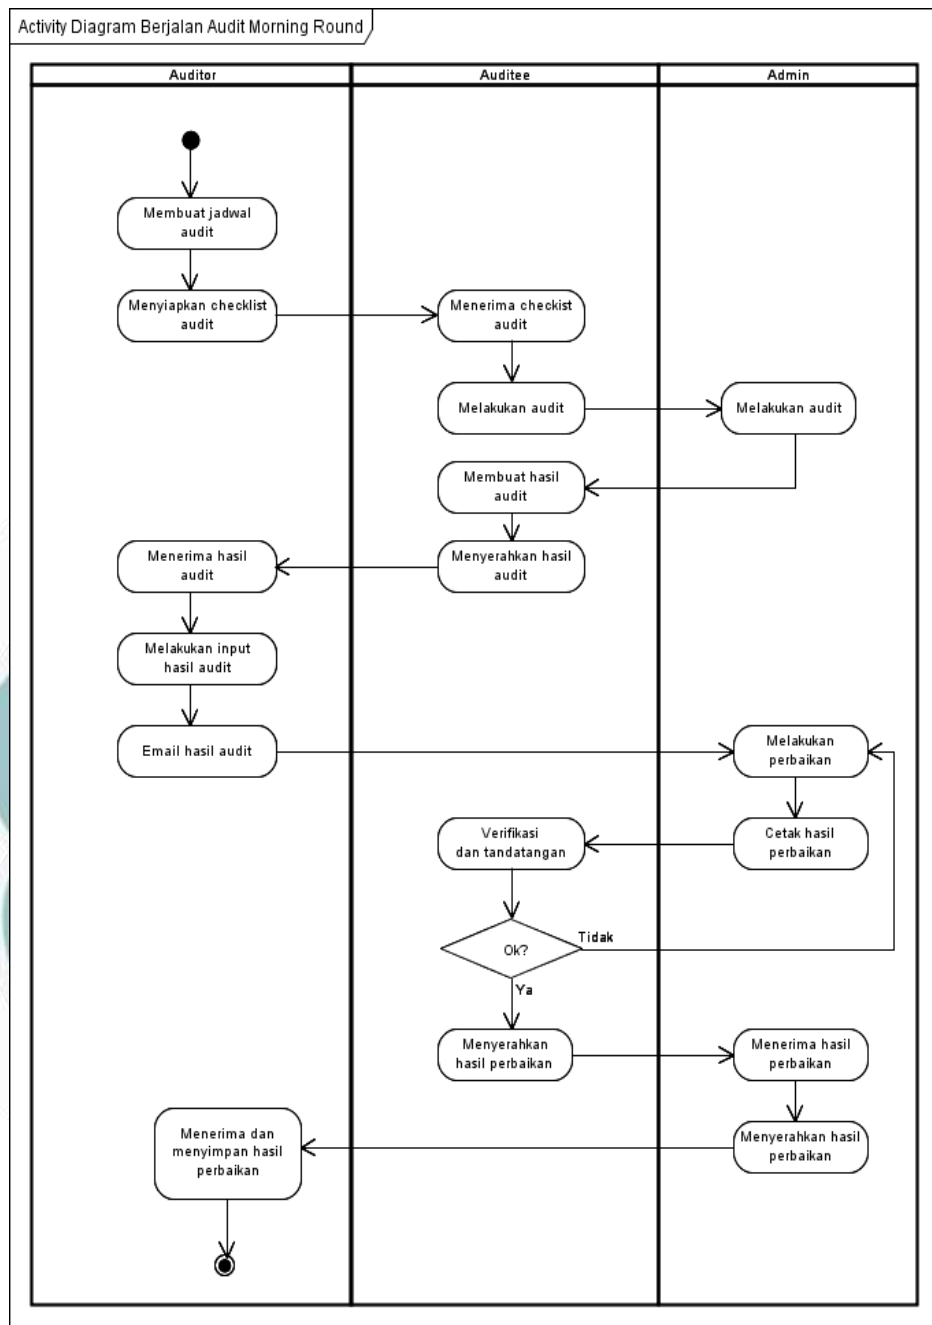 Activity Diagram Berjalan Audit Morning Round
Auditor
Auditee
Admin
Membuat jadwal
audit
Menyiapkan checklist
audit
Menerima checkist
audit
Melakukan audit
Melakukan audit
Membuat hasil
audit
Menyerahkan hasil
audit
Menerima hasil
audit
Melakukan input
hasil audit
Email hasil audit
Melakukan
perbaikan
Cetak hasil
perbaikan
Verifikasi
dan tandatangan
Ok?
Tidak
Ya
Menyerahkan
hasil perbaikan
Menerima hasil
perbaikan
Menyerahkan hasil
perbaikan
Menerima dan
menyimpan hasil
perbaikan